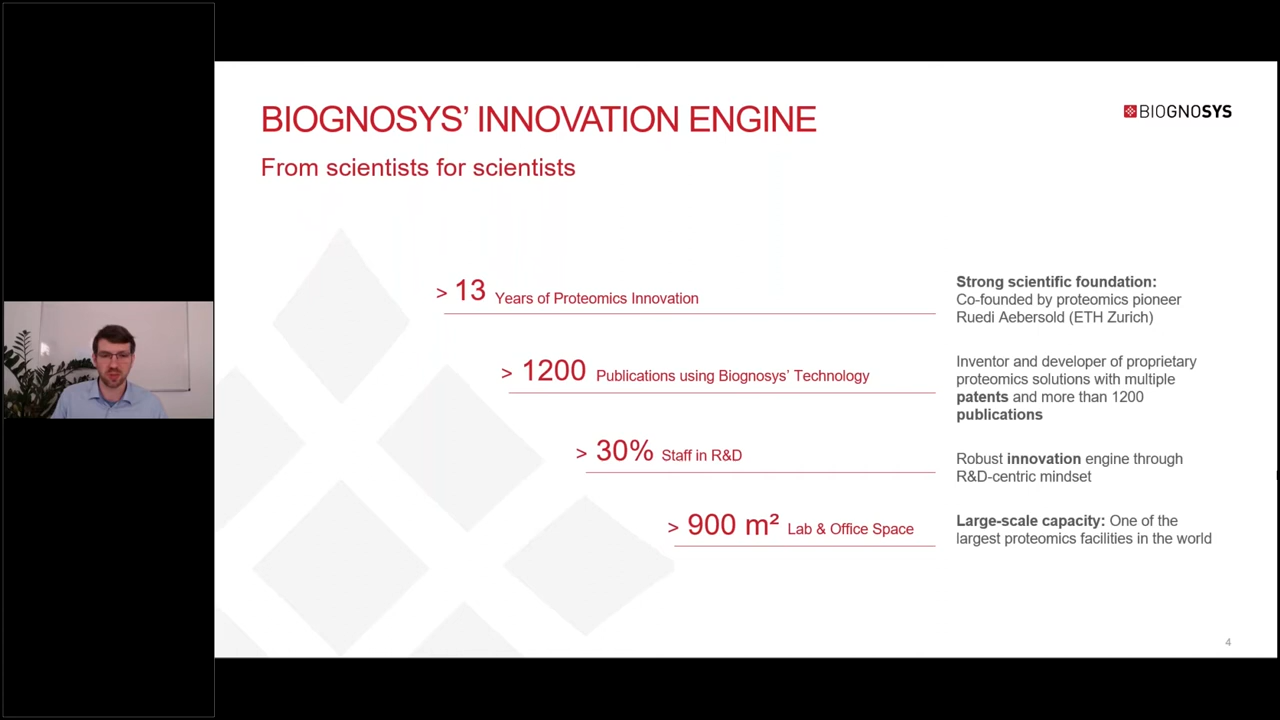 BIOGNOSYS’ INNOVATION ENGINE
BIOGNOSYS
From scientists for scientists
> 13 Years of Proteomics Innovation
Strong scientific foundation:
Co-founded by proteomics pioneer
Ruedi Aebersold (ETH Zurich)
> 1200 Publications using Biognosys’ Technology
Inventor and developer of proprietary
proteomics solutions with multiple
patents and more than 1200
publications
> 30% Staff in R&D
Robust innovation engine through
R&D-centric mindset
> 900 m² Lab & Office Space
Large-scale capacity: One of the
largest proteomics facilities in the world
4